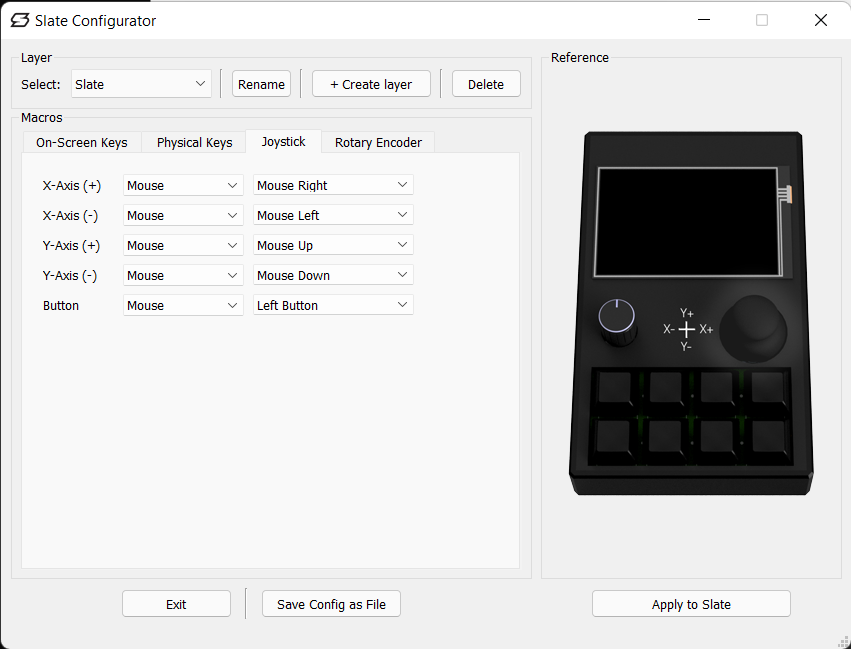 Slate Configurator
Layer
Select: Slate Rename + Create layer Delete
Macros
On-Screen Keys Physical Keys Joystick Rotary Encoder
X-Axis (+) Mouse Mouse Right
X-Axis (-) Mouse Mouse Left
Y-Axis (+) Mouse Mouse Up
Y-Axis (-) Mouse Mouse Down
Button Mouse Left Button
Exit Save Config as File
Reference
Y+
X- X+
Y-
Apply to Slate